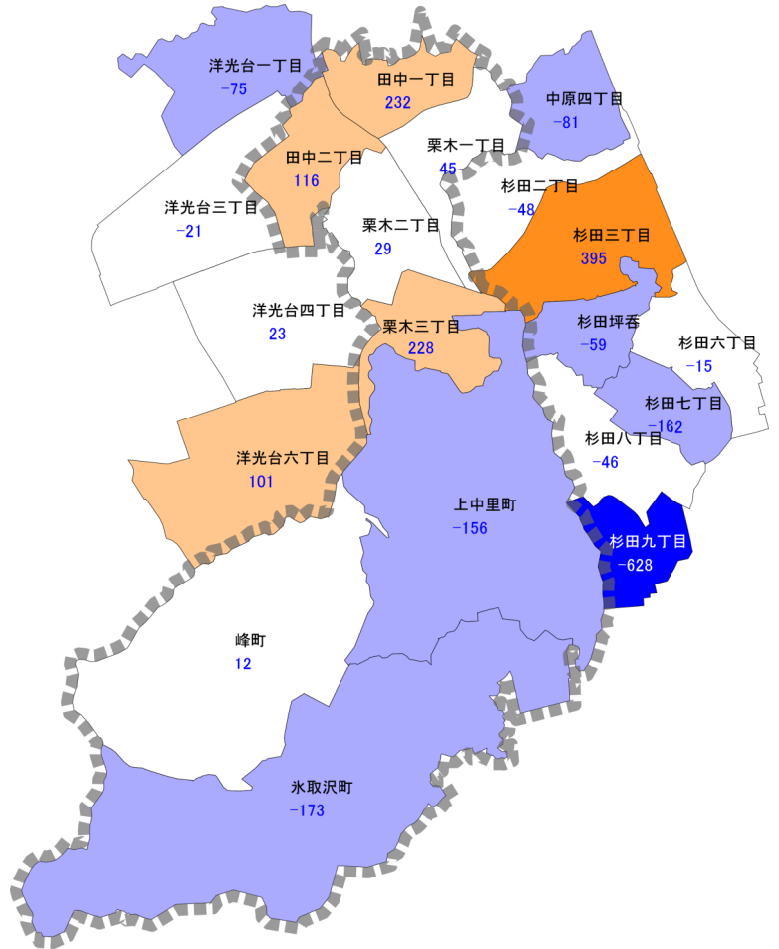 洋光台一丁目
-75
田中一丁目
232
中原四丁目
-81
栗木一丁目
45
田中二丁目
116
杉田二丁目
-48
洋光台三丁目
-21
栗木二丁目
29
杉田三丁目
395
洋光台四丁目
23
栗木三丁目
228
杉田坪呑
-59
杉田六丁目
-15
杉田七丁目
-162
杉田八丁目
-46
洋光台六丁目
101
上中里町
-156
杉田九丁目
-628
峰町
12
氷取沢町
-173